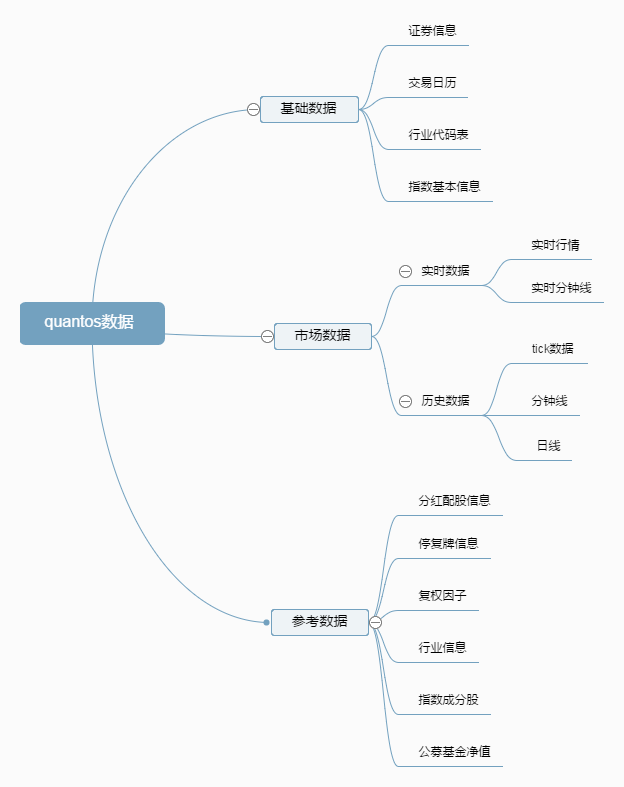 quantos数据
基础数据
证券信息
交易日历
行业代码表
指数基本信息
市场数据
实时数据
实时行情
实时分钟线
历史数据
tick数据
分钟线
日线
参考数据
分红配股信息
停复牌信息
复权因子
行业信息
指数成分股
公募基金净值